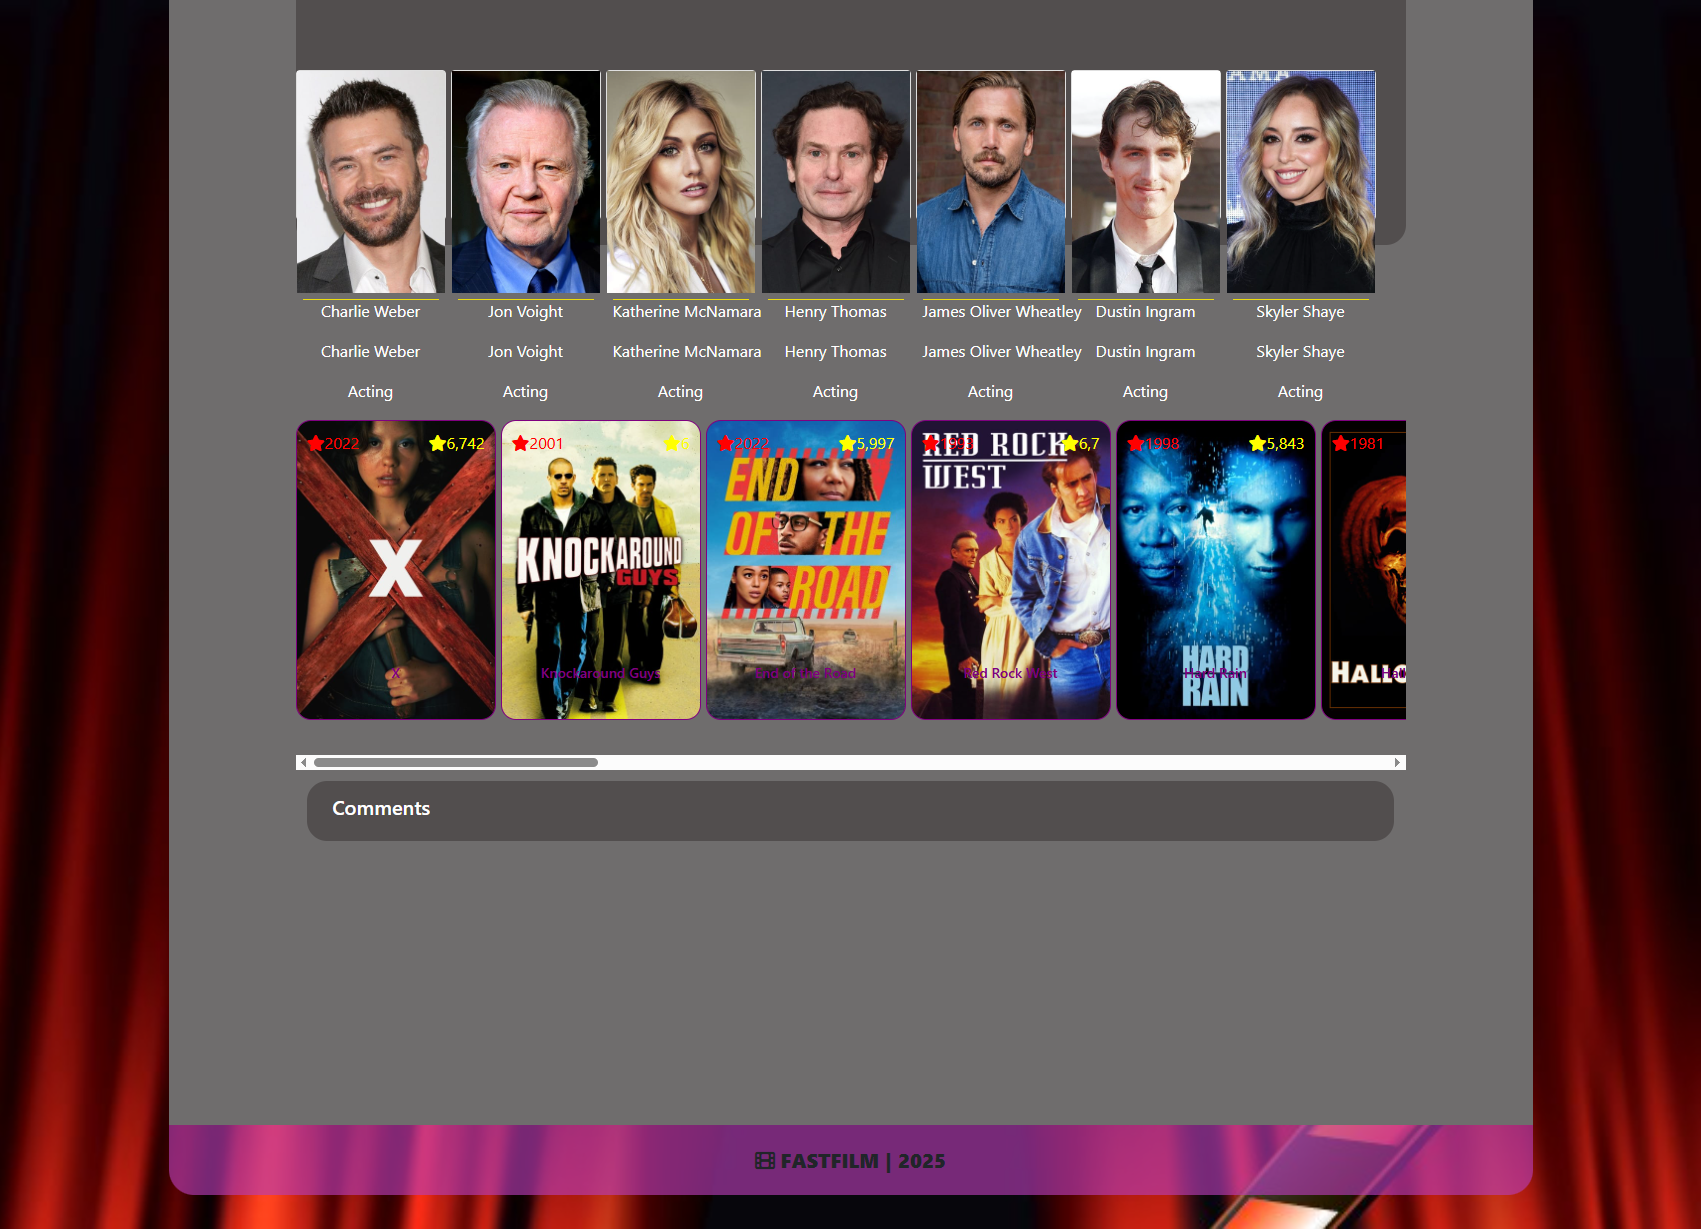 AMA
Charlie Weber
Jon Voight
Katherine McNamara
Henry Thomas
James Oliver Wheatley
Dustin Ingram
Skyler Shaye
Charlie Weber
Jon Voight
Katherine McNamara
Henry Thomas
James Oliver Wheatley
Dustin Ingram
Skyler Shaye
Acting
Acting
Acting
Acting
Acting
Acting
Acting
2022
6,742
X
X
2001
6
KNOCKAROUND
GUYS
Knockaround Guys
2022
5,997
END
OF THE
ROAD
End of the Road
1993
6,7
RED ROCK
WEST
Red Rock West
1998
5,843
HARD
RAIN
Hard Rain
1981
HALLO
Hall
Comments
FASTFILM | 2025